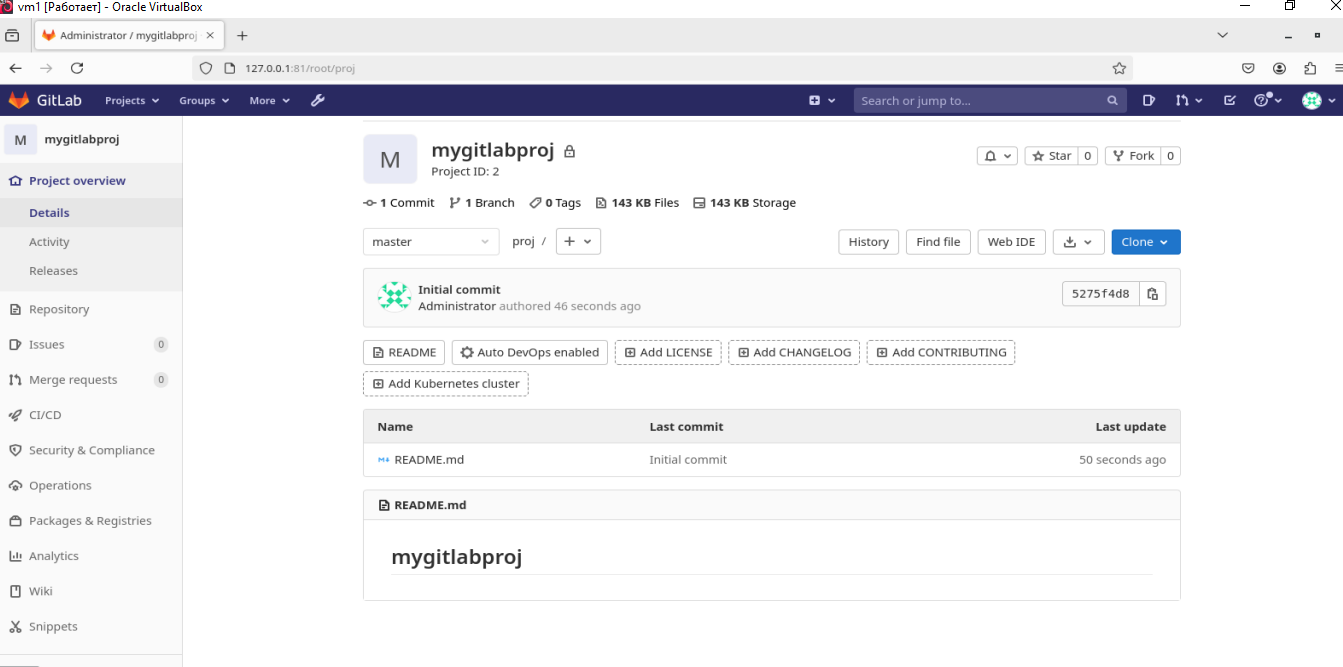 vm1 [Работает] - Oracle VirtualBox
Administrator / mygitlabproj
127.0.0.1:81/root/proj
GitLab Projects Groups More Search or jump to...
M mygitlabproj
Project overview
Details
Activity
Releases
Repository
Issues 0
Merge requests 0
CI/CD
Security & Compliance
Operations
Packages & Registries
Analytics
Wiki
Snippets
M
mygitlabproj
Project ID: 2
Star 0 Fork 0
1 Commit 1 Branch 0 Tags 143 KB Files 143 KB Storage
master proj / + History Find file Web IDE Clone
Initial commit
Administrator authored 46 seconds ago
5275f4d8
README Auto DevOps enabled Add LICENSE Add CHANGELOG Add CONTRIBUTING
Add Kubernetes cluster
Name Last commit Last update
README.md Initial commit 50 seconds ago
README.md
mygitlabproj